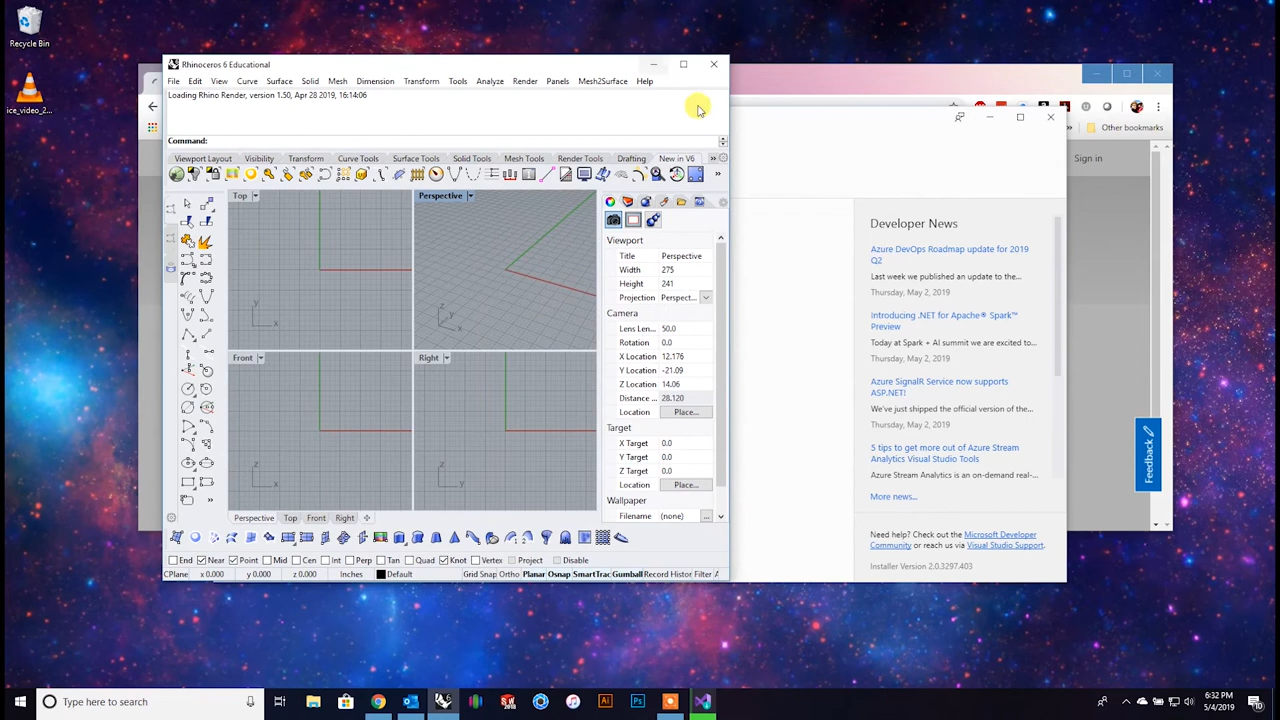 Recycle Bin
ice_video_2...
Rhinoceros 6 Educational
File Edit View Curve Surface Solid Mesh Dimension Transform Tools Analyze Render Panels Mesh2Surface Help
Loading Rhino Render, version 1.50, Apr 28 2019, 16:14:06
Command:
Viewport Layout Visibility Transform Curve Tools Surface Tools Solid Tools Mesh Tools Render Tools Drafting New in V6 »
Top
Perspective
Front
Right
x
y
z
x
y
z
x
z
y
Viewport
Title Perspective
Width 275
Height 241
Projection Perspect...
Camera
Lens Len... 50.0
Rotation 0.0
X Location 12.176
Y Location -21.09
Z Location 14.06
Distance ... 28.120
Location Place...
Target
X Target 0.0
Y Target 0.0
Z Target 0.0
Location Place...
Wallpaper
Filename (none) ...
Perspective Top Front Right
End Near Point Mid Cen Int Perp Tan Quad Knot Vertex Project Disable
CPlane x 0.000 y 0.000 z 0.000 Inches Default Grid Snap Ortho Planar Osnap SmartTrac Gumball Record Histor Filter A
Other bookmarks
Sign in
Developer News
Azure DevOps Roadmap update for 2019
Q2
Last week we published an update to the...
Thursday, May 2, 2019
Introducing .NET for Apache® Spark™
Preview
Today at Spark + AI summit we are excited to...
Thursday, May 2, 2019
Azure SignalR Service now supports
ASP.NET!
We've just shipped the official version of the...
Thursday, May 2, 2019
5 tips to get more out of Azure Stream
Analytics Visual Studio Tools
Azure Stream Analytics is an on-demand real-...
Thursday, May 2, 2019
More news...
Need help? Check out the Microsoft Developer
Community or reach us via Visual Studio Support.
Installer Version 2.0.3297.403
Feedback
Type here to search
6:32 PM
5/4/2019